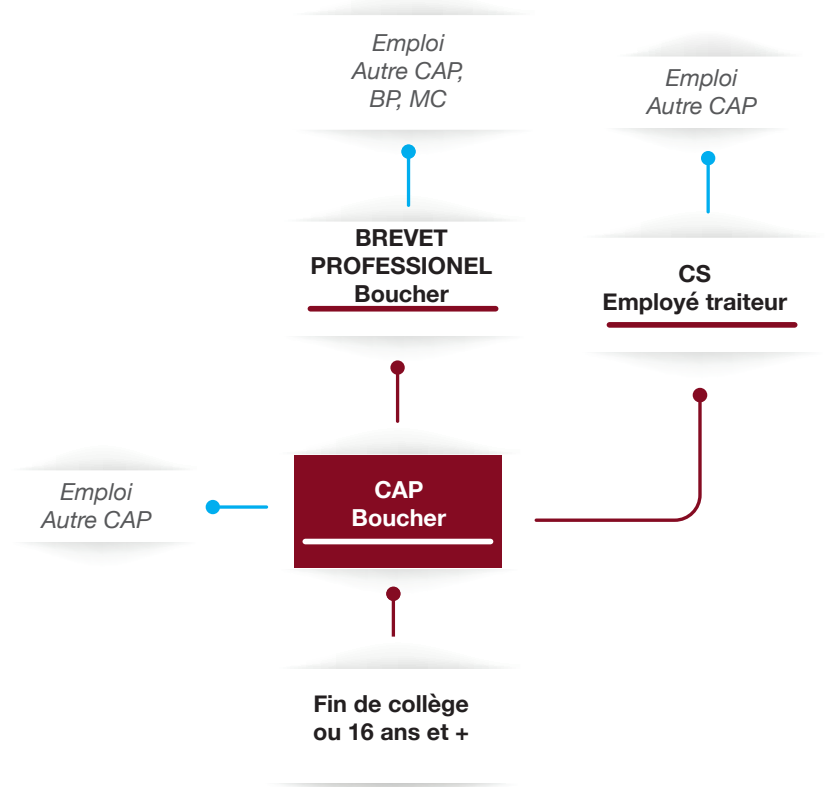 Emploi
Autre CAP,
BP, MC
Emploi
Autre CAP
BREVET
PROFESSIONEL
Boucher
CS
Employé traiteur
Emploi
Autre CAP
CAP
Boucher
Fin de collège
ou 16 ans et +